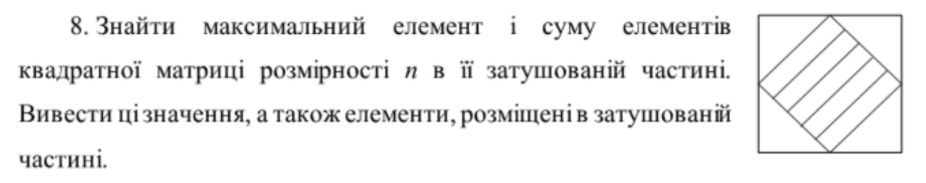 8. Знайти максимальний елемент і суму елементів
квадратної матриці розмірності n в її затушованій частині.
Вивести ці значення, а також елементи, розміщені в затушованій
частині.